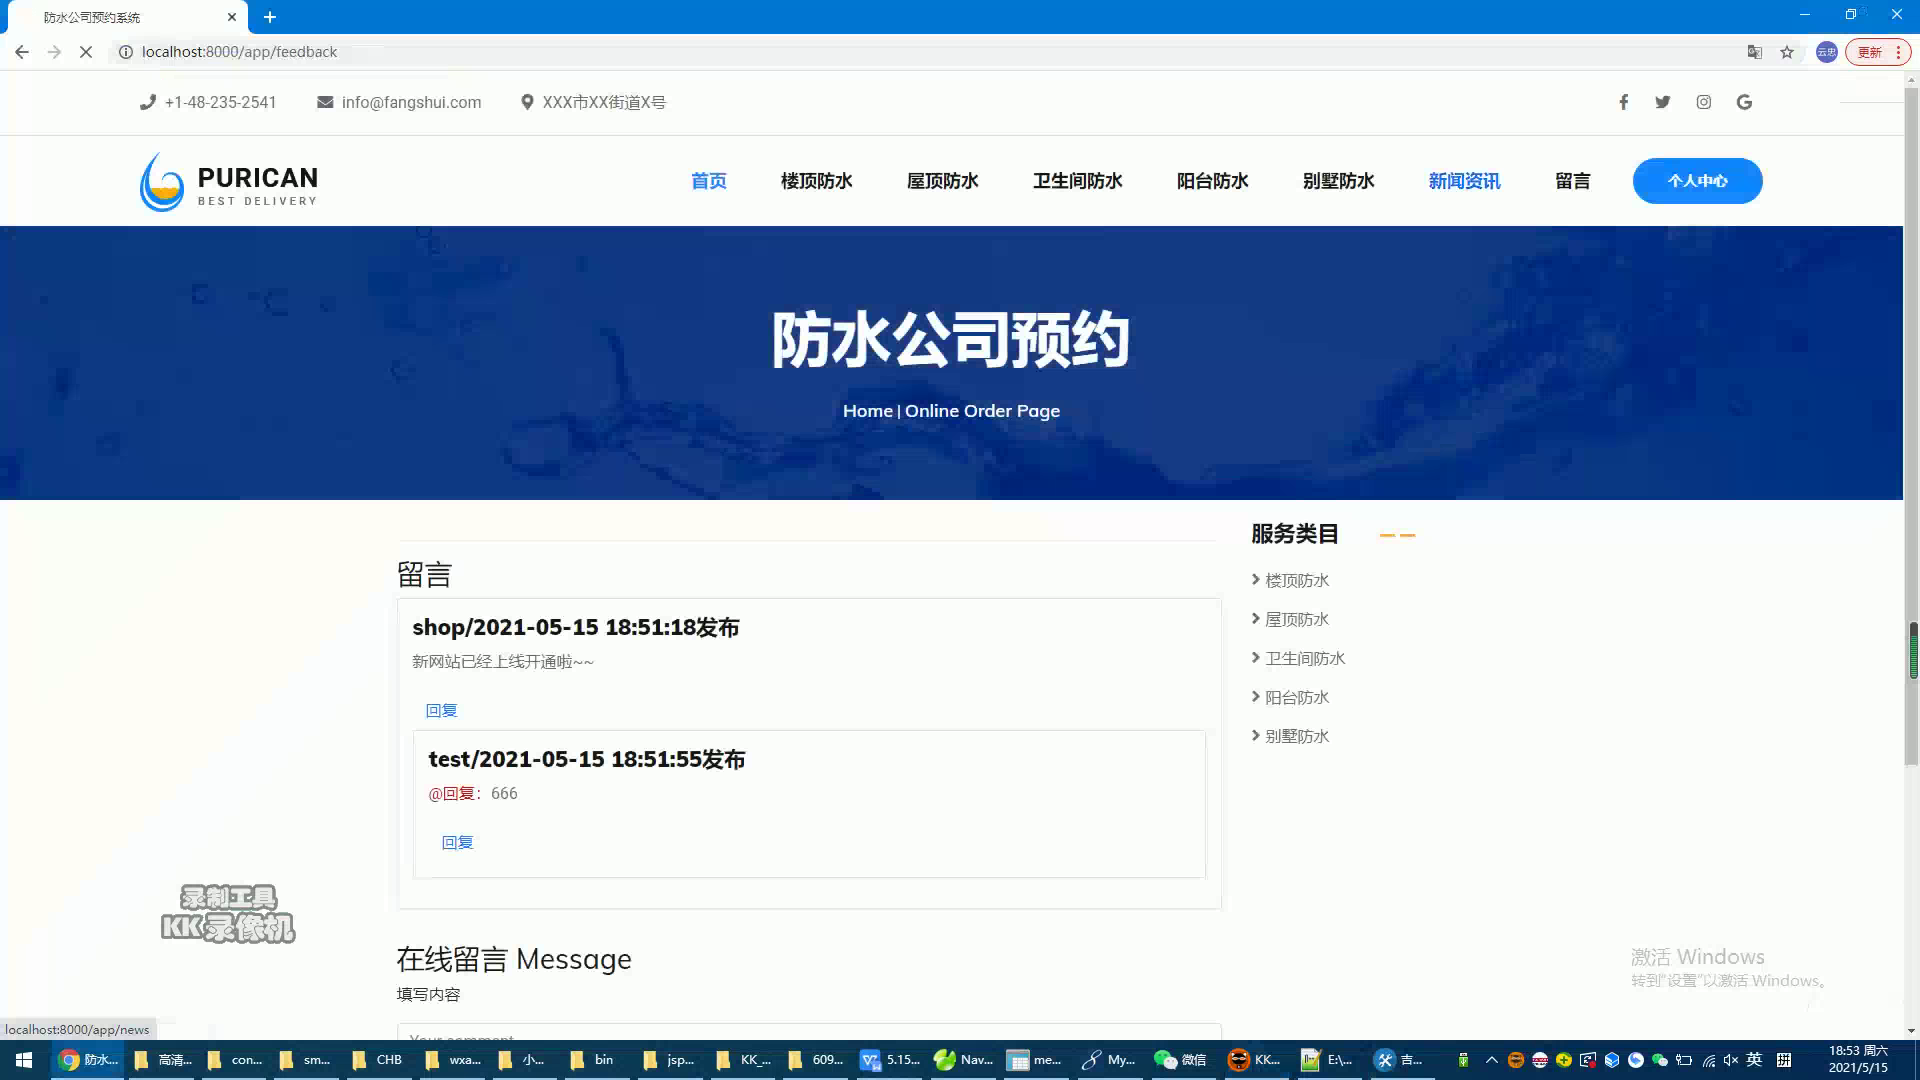 防水公司预约系统
localhost:8000/app/feedback
云忠
更新
+1-48-235-2541
info@fangshui.com
XXX市XX街道X号
PURICAN
BEST DELIVERY
首页
楼顶防水
屋顶防水
卫生间防水
阳台防水
别墅防水
新闻资讯
留言
个人中心
防水公司预约
Home | Online Order Page
服务类目
楼顶防水
屋顶防水
卫生间防水
阳台防水
别墅防水
留言
shop/2021-05-15 18:51:18发布
新网站已经上线开通啦~~
回复
test/2021-05-15 18:51:55发布
@回复：666
回复
录制工具
KK录像机
在线留言 Message
填写内容
Your comment
激活 Windows
转到"设置"以激活 Windows。
localhost:8000/app/news
防水...
高清...
con...
sm...
CHB
wxa...
小...
bin
jsp...
KK_...
609...
5.15...
Nav...
me...
My...
微信
KK...
E:\...
吉...
英
拼
18:53 周六
2021/5/15